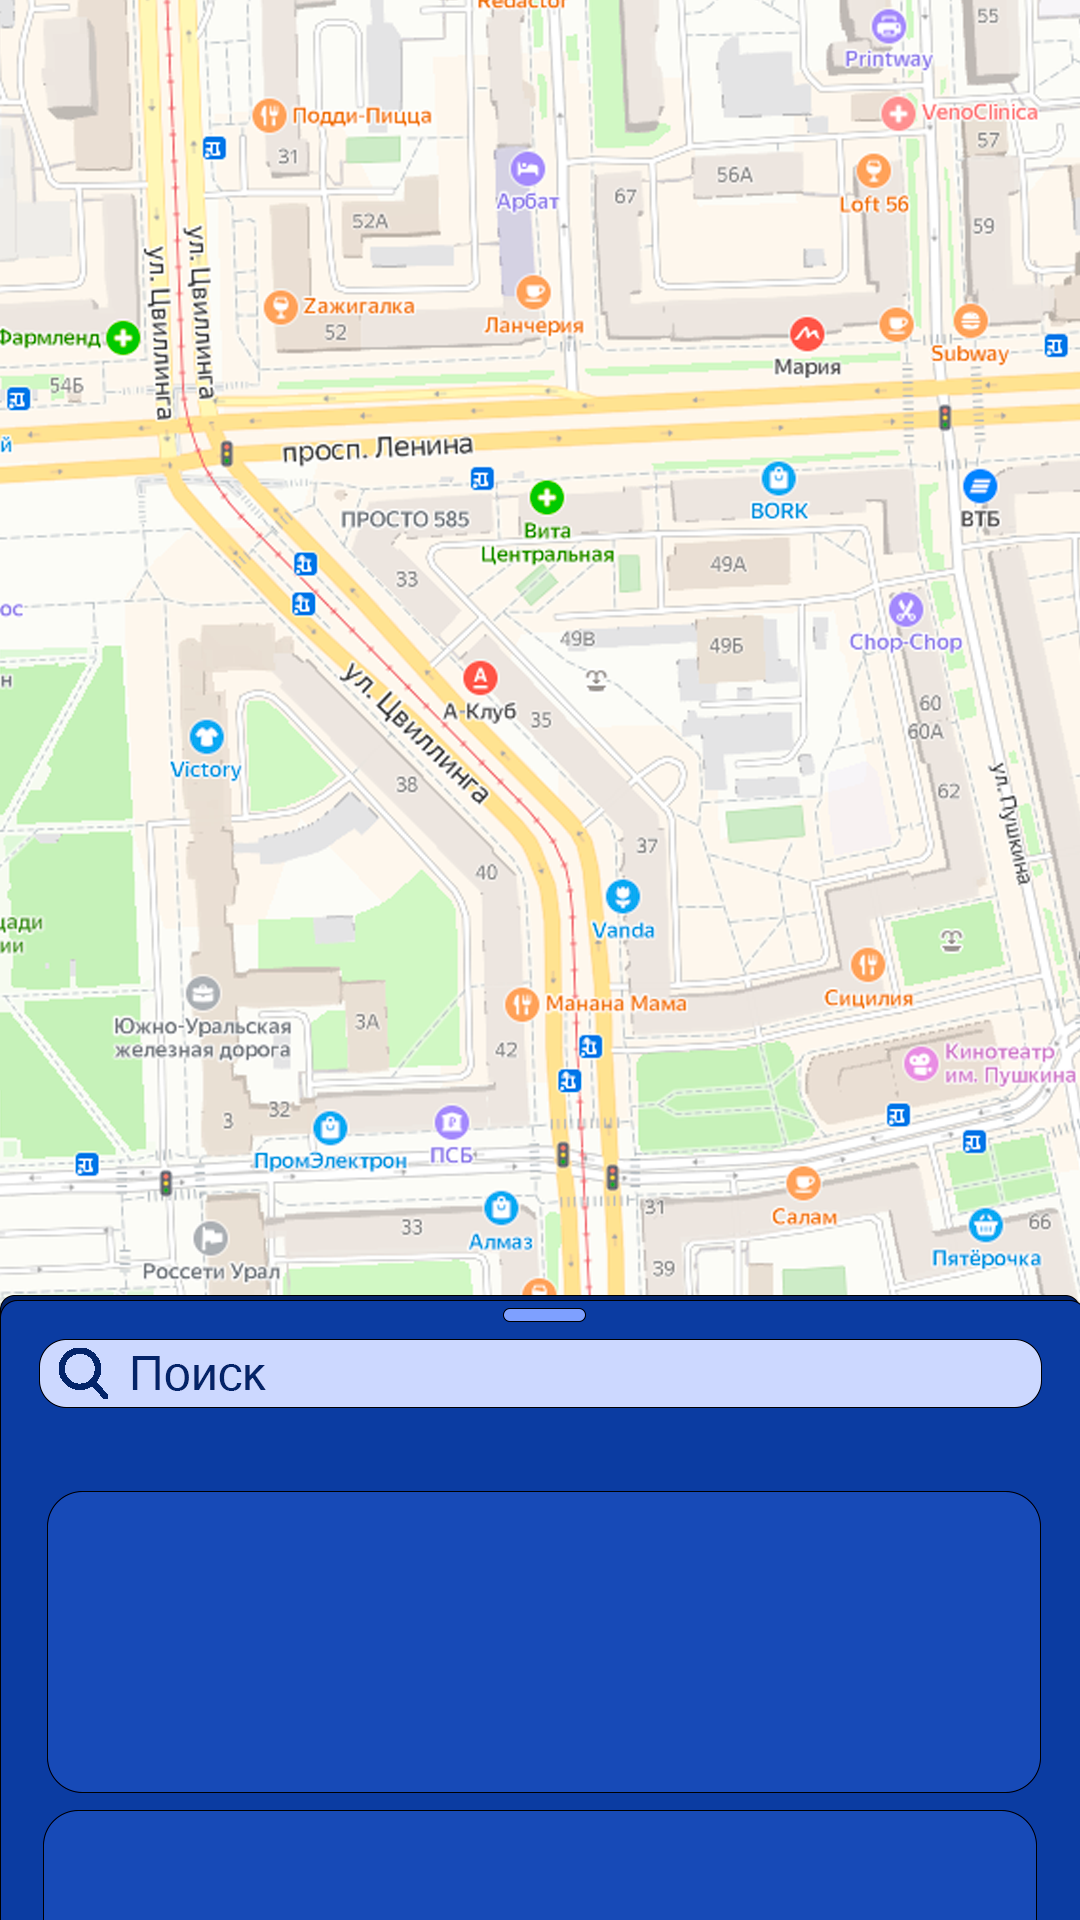 Redactor
55
Printway
Подди-Пицца
VenoClinica
31
57
Арбат
56А
67
Loft 56
52А
59
ул. Цвиллинга
ул. Цвиллинга
Zажигалка
52
Ланчерия
Фармленд
Мария
Subway
54Б
й
просп. Ленина
ПРОСТО 585
Вита
Центральная
BORK
ВТБ
33
49А
ос
49В
49Б
Chop-Chop
н
ул. Цвиллинга
А-Клуб
35
60
60А
Victory
38
62
ул. Пушкина
37
40
Vanda
щади
ии
Сицилия
Манана Мама
Южно-Уральская
железная дорога
3А
42
Кинотеатр
им. Пушкина
32
3
ПромЭлектрон
ПСБ
31
Салам
33
Алмаз
66
Пятёрочка
Россети Урал
39
Поиск